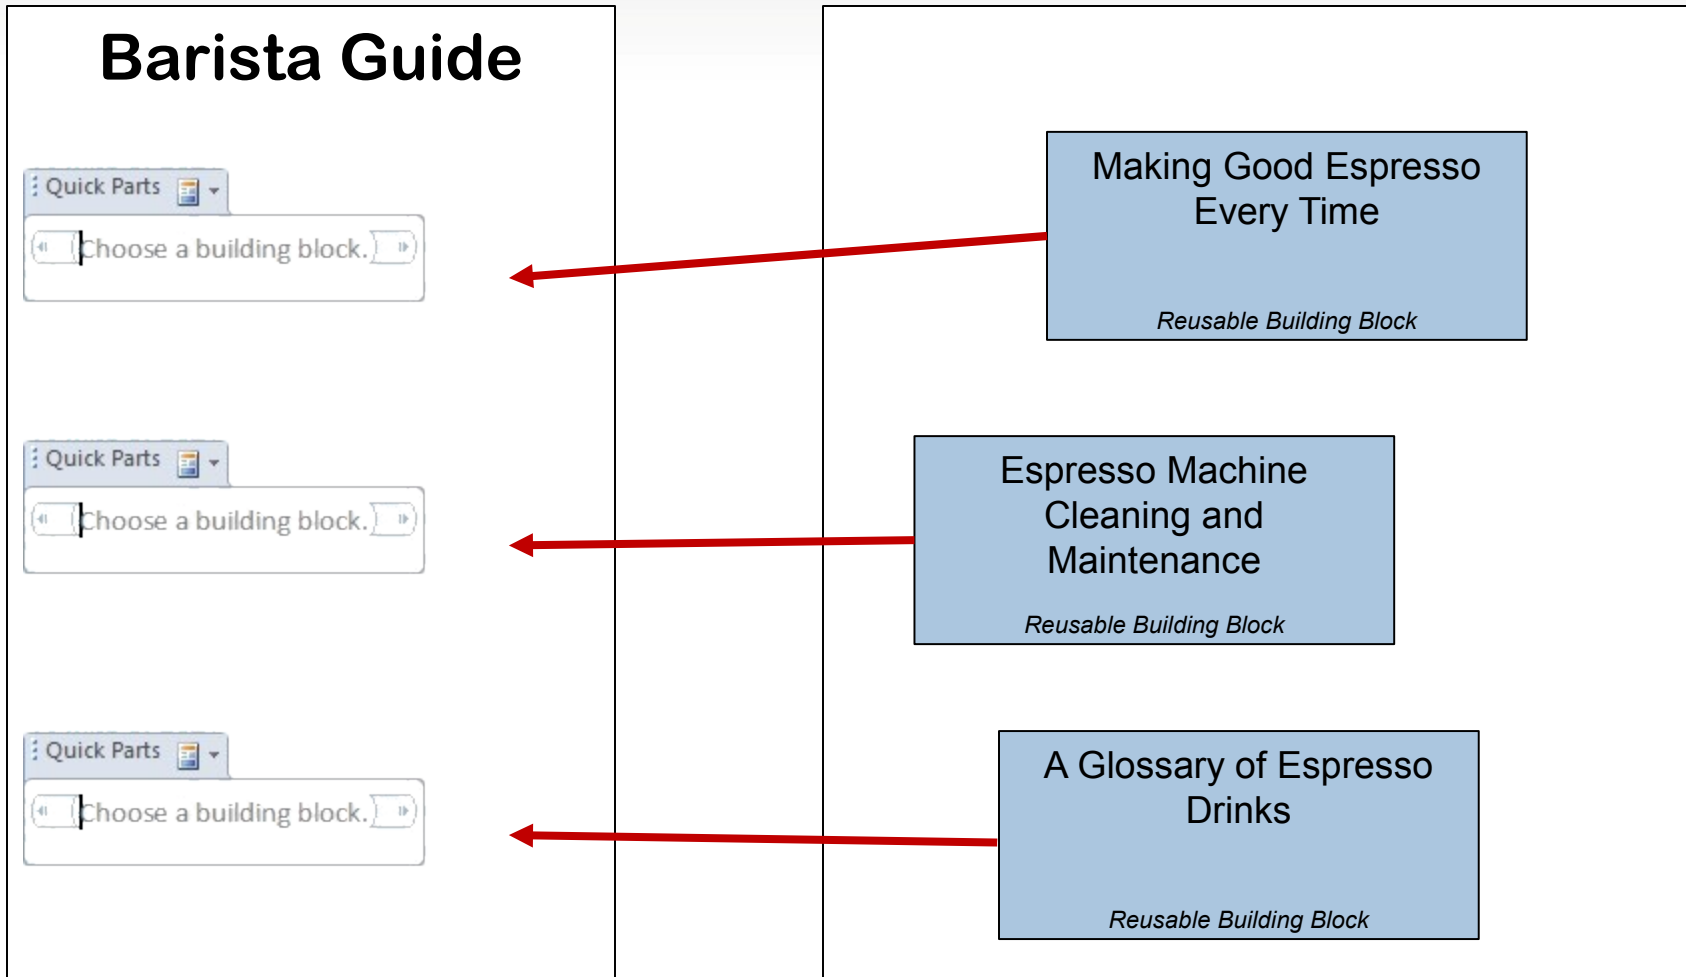 Barista Guide
Quick Parts
Choose a building block.
Quick Parts
Choose a building block.
Quick Parts
Choose a building block.
Making Good Espresso
Every Time
Reusable Building Block
Espresso Machine
Cleaning and
Maintenance
Reusable Building Block
A Glossary of Espresso
Drinks
Reusable Building Block